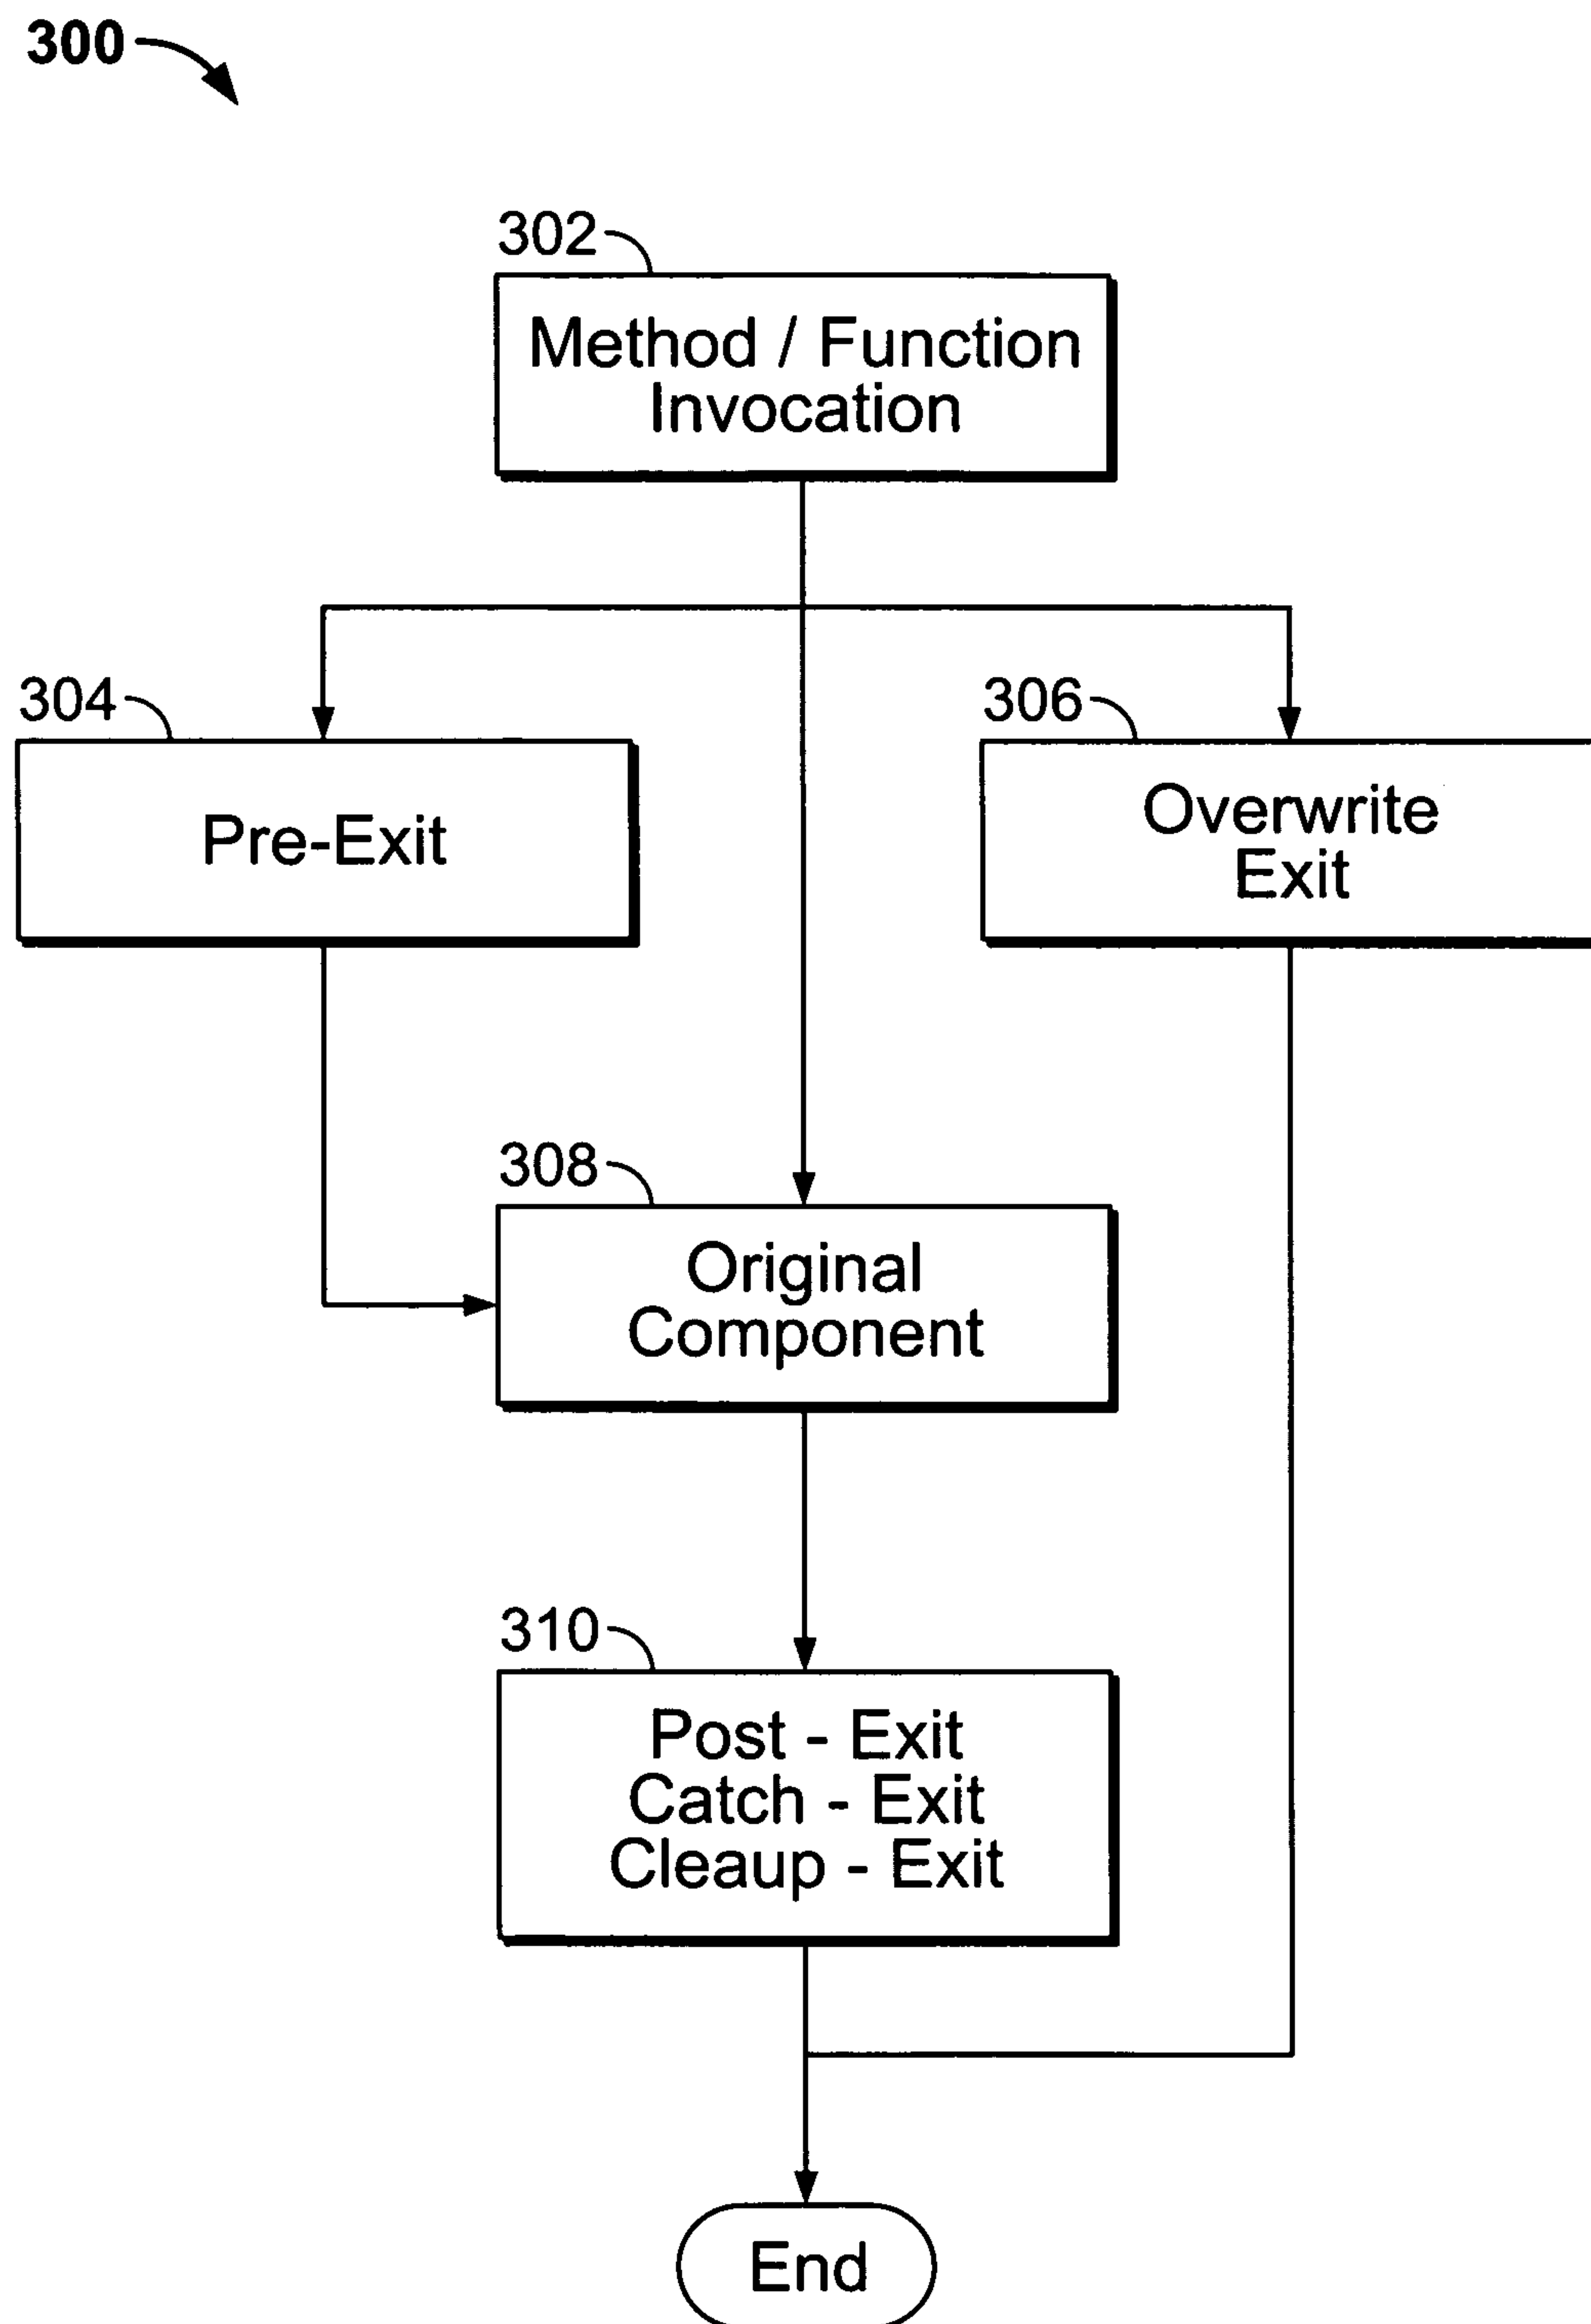 300
302
Method / Function
Invocation
304
Pre-Exit
306
Overwrite
Exit
308
Original
Component
310
Post - Exit
Catch - Exit
Cleaup - Exit
End